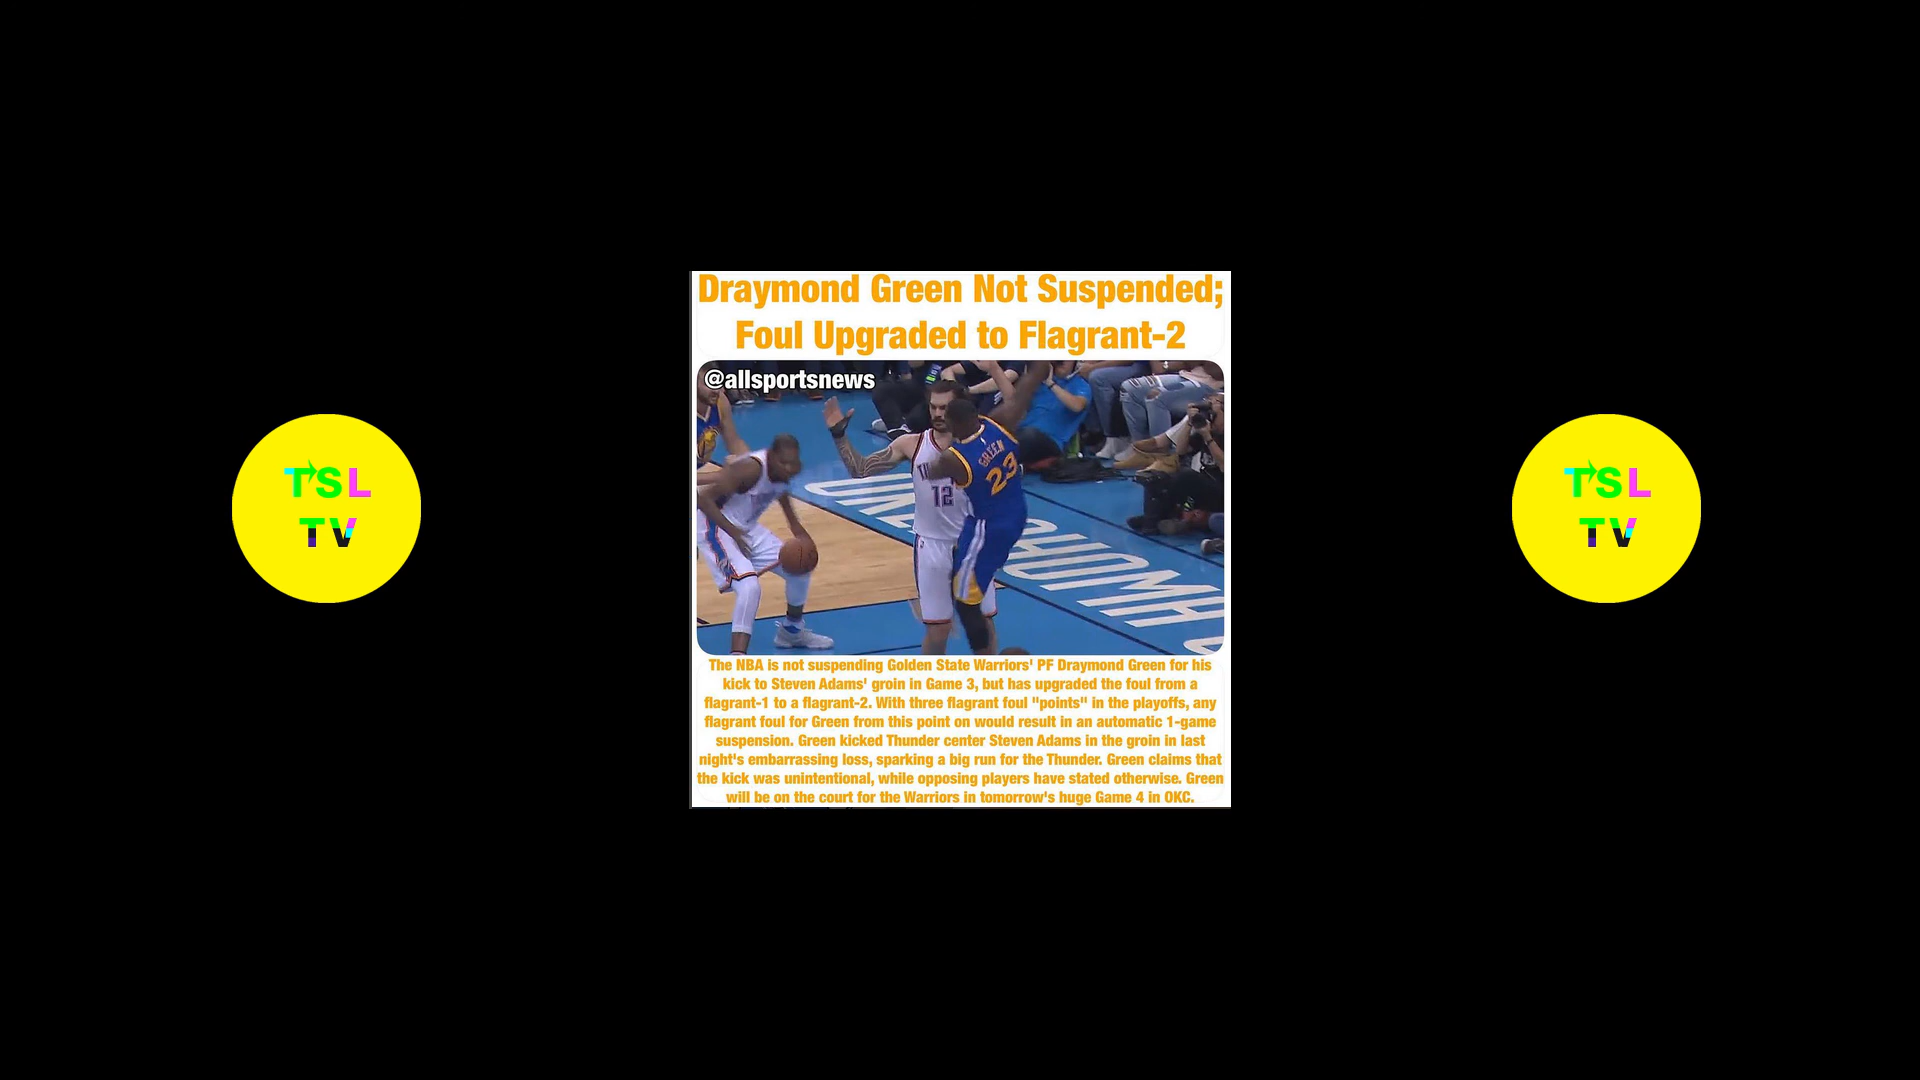 Draymond Green Not Suspended;
Foul Upgraded to Flagrant-2
@allsportsnews
GREEN
23
12
TSL
TV
TSL
TV
The NBA is not suspending Golden State Warriors' PF Draymond Green for his
kick to Steven Adams' groin in Game 3, but has upgraded the foul from a
flagrant-1 to a flagrant-2. With three flagrant foul "points" in the playoffs, any
flagrant foul for Green from this point on would result in an automatic 1-game
suspension. Green kicked Thunder center Steven Adams in the groin in last
night's embarrassing loss, sparking a big run for the Thunder. Green claims that
the kick was unintentional, while opposing players have stated otherwise. Green
will be on the court for the Warriors in tomorrow's huge Game 4 in OKC.